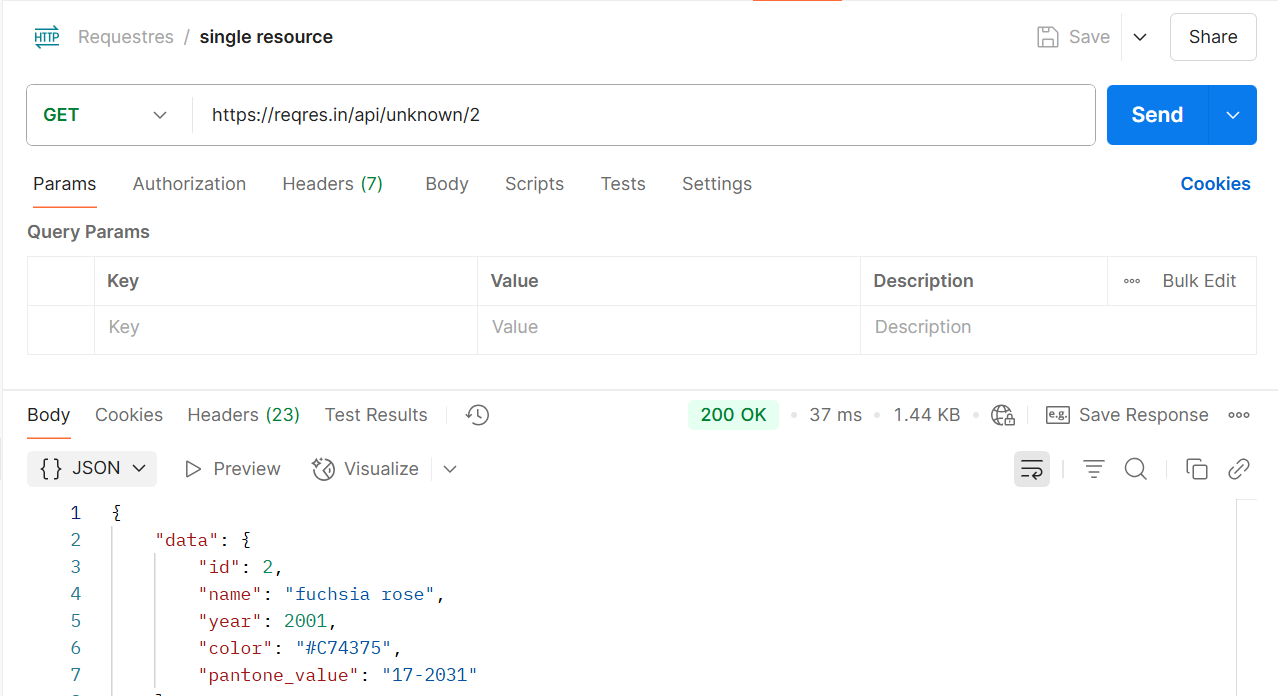 HTTP Requestres / single resource Save Share
GET https://reqres.in/api/unknown/2 Send
Params Authorization Headers (7) Body Scripts Tests Settings Cookies
Query Params
Key Value Description Bulk Edit
Key Value Description
Body Cookies Headers (23) Test Results 200 OK • 37 ms • 1.44 KB • e.g. Save Response
{} JSON Preview Visualize
1 {
2 "data": {
3 "id": 2,
4 "name": "fuchsia rose",
5 "year": 2001,
6 "color": "#C74375",
7 "pantone_value": "17-2031"